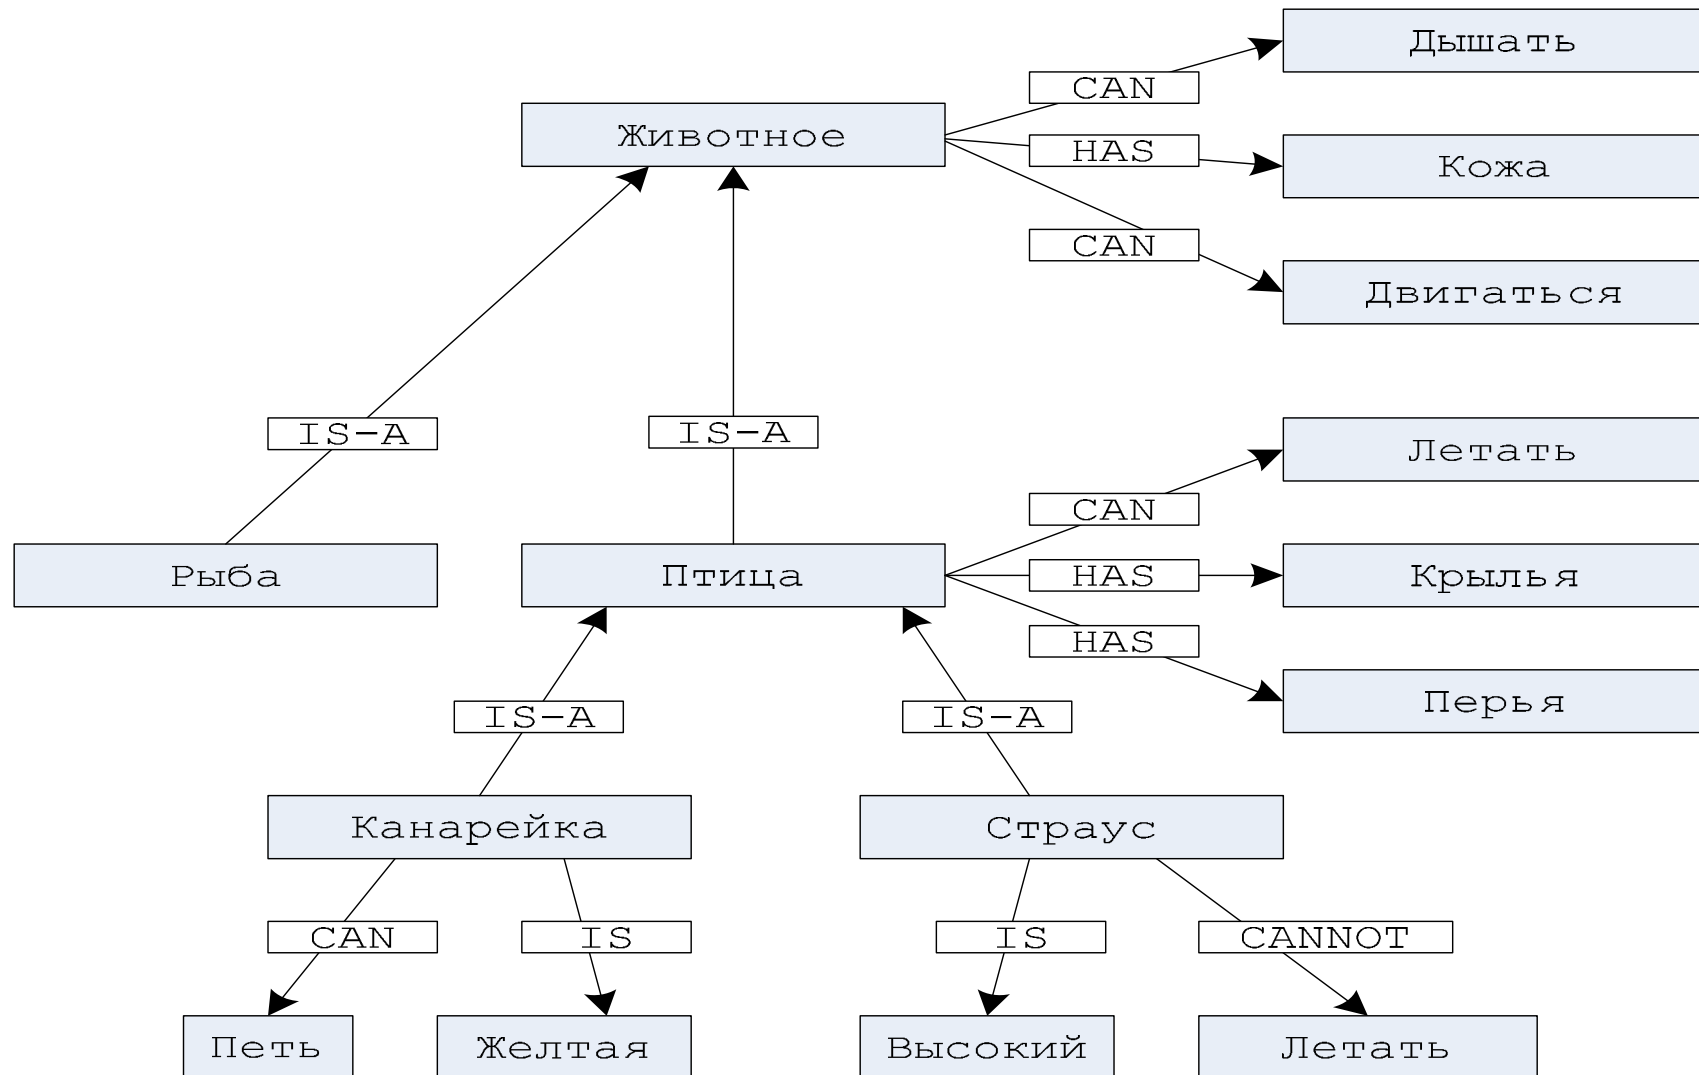 Дышать
CAN
Животное
HAS
Кожа
CAN
Двигаться
IS-A
IS-A
Летать
CAN
Рыба
Птица
HAS
Крылья
HAS
Перья
IS-A
IS-A
Канарейка
Страус
CAN
IS
IS
CANNOT
Петь
Желтая
Высокий
Летать